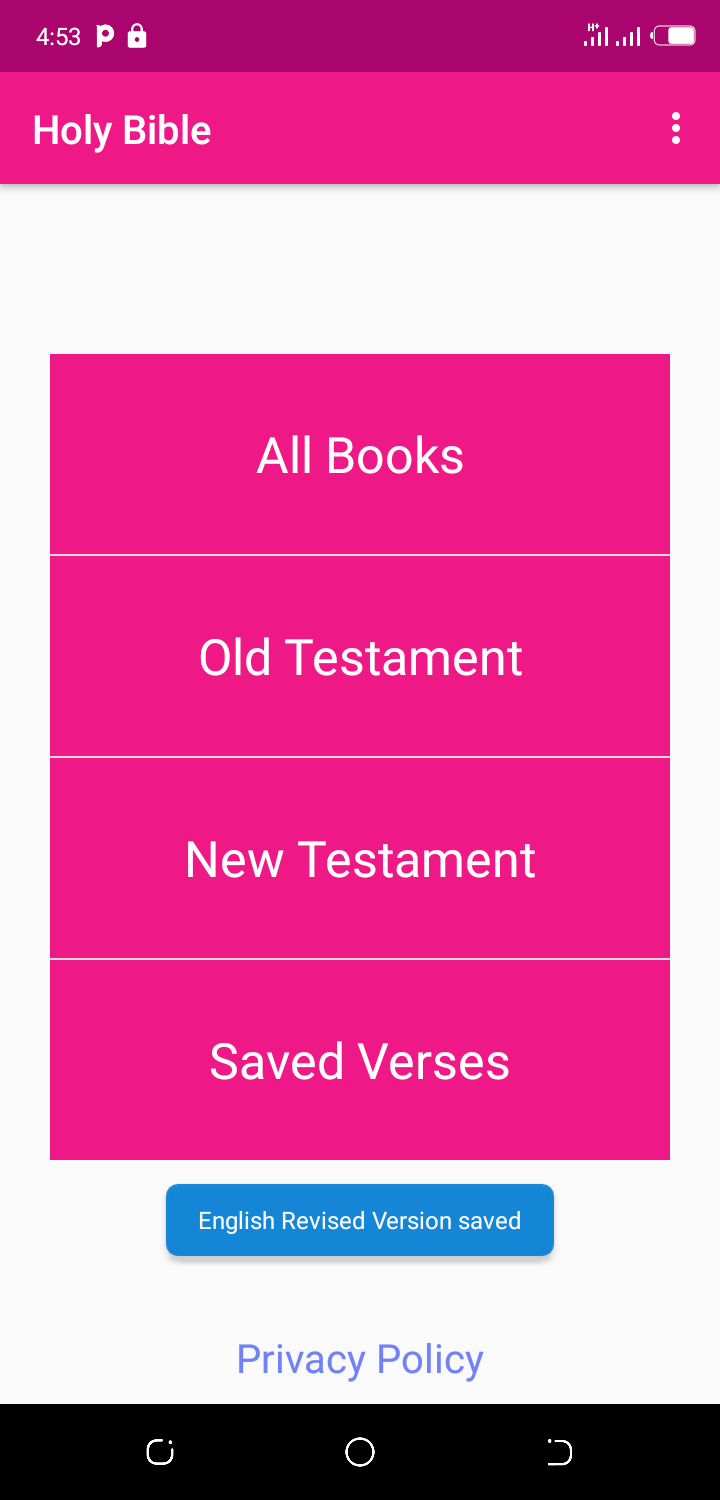 4:53
H+
Holy Bible
All Books
Old Testament
New Testament
Saved Verses
English Revised Version saved
Privacy Policy